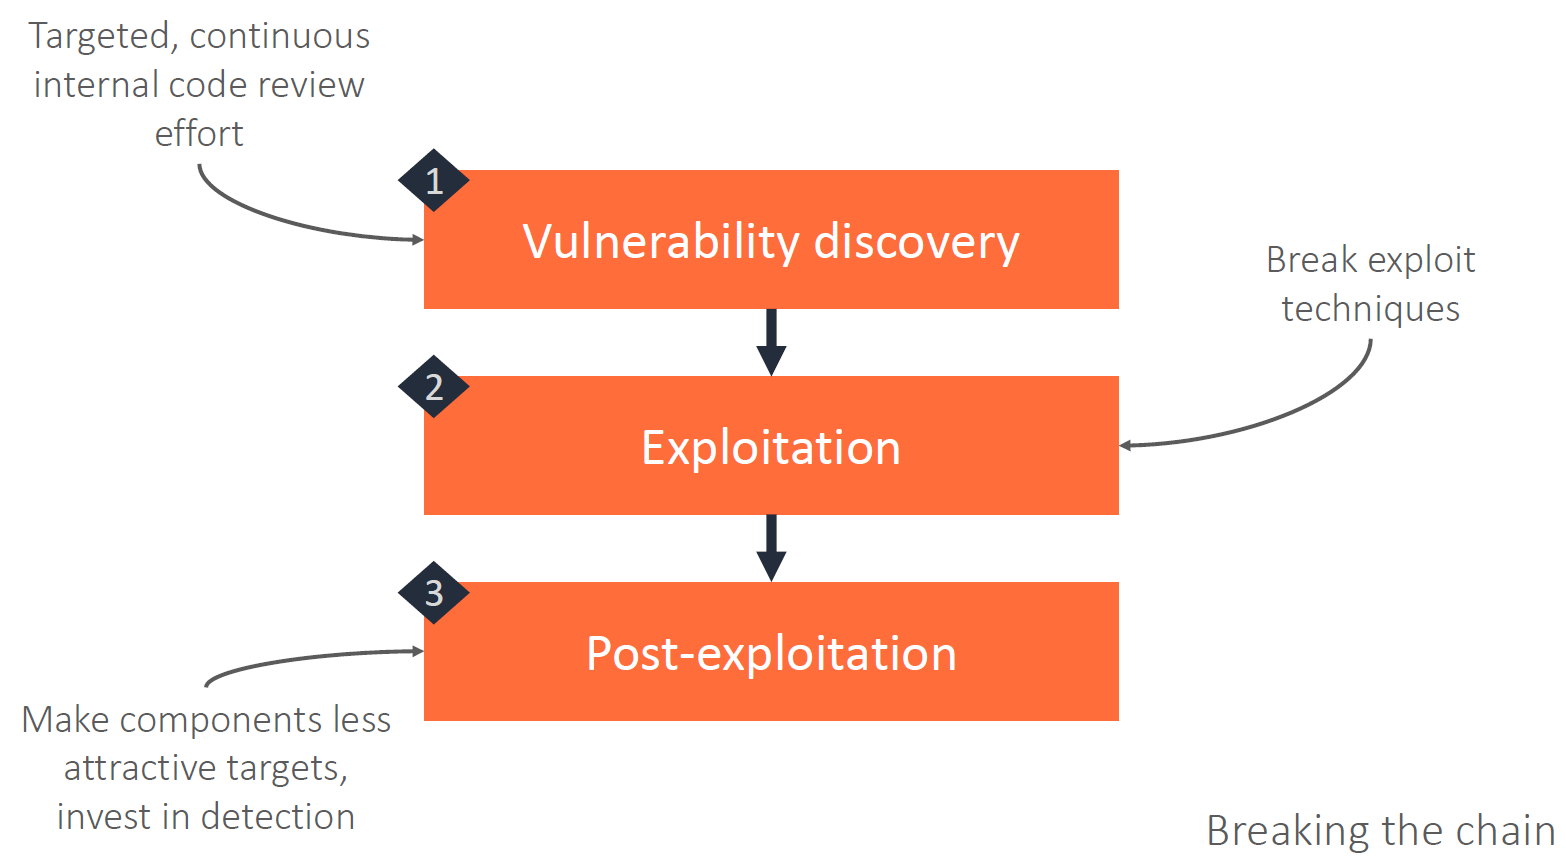 Targeted, continuous
internal code review
effort
1
Vulnerability discovery
Break exploit
techniques
2
Exploitation
3
Post-exploitation
Make components less
attractive targets,
invest in detection
Breaking the chain